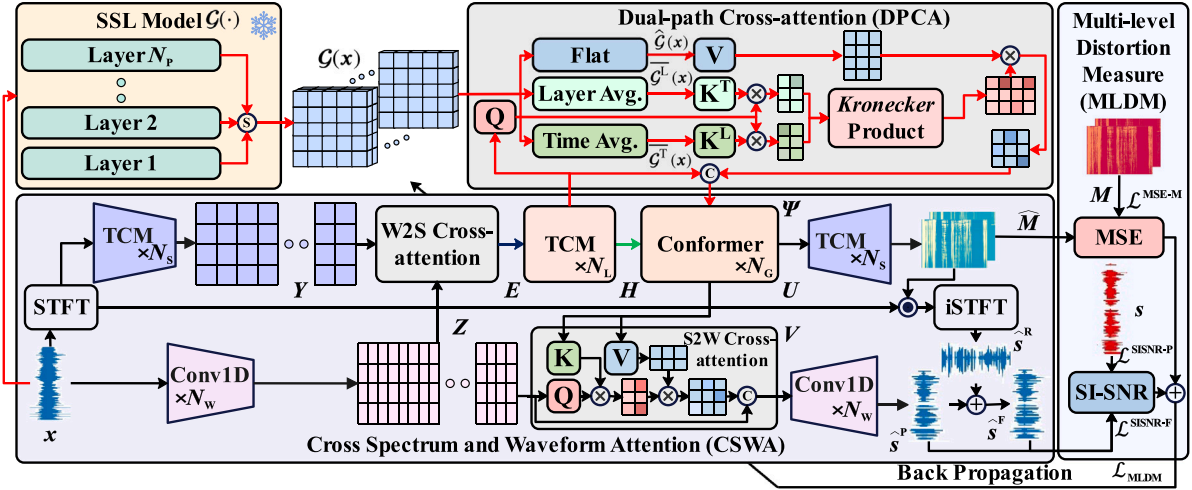 SSL Model 𝒢(·)
Layer N_P
Layer 2
Layer 1
S
𝒢(x)
Dual-path Cross-attention (DPCA)
Flat
𝒢̂(x)
V
Layer Avg.
𝒢^L(x)
K^T
Q
Time Avg.
𝒢^T(x)
K^L
Kronecker
Product
C
Multi-level
Distortion
Measure
(MLDM)
M
ℒ^MSE-M
MSE
s
ℒ^SISNR-P
SI-SNR
ℒ^SISNR-F
ℒ_MLDM
TCM
×N_S
Y
W2S Cross-
attention
E
TCM
×N_L
H
Conformer
×N_G
Ψ
U
TCM
×N_S
M̂
STFT
iSTFT
x
Conv1D
×N_W
Z
S2W Cross-
attention
V
K
V
Q
C
Conv1D
×N_W
ŝ^R
ŝ^P
ŝ^F
Cross Spectrum and Waveform Attention (CSWA)
Back Propagation